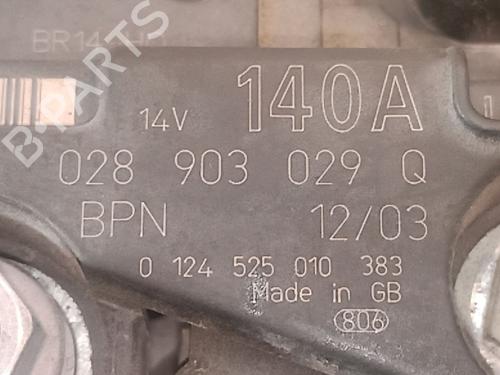 140A
14V
028 903 029 Q
BPN 12/03
0 124 525 010 383
Made in GB
806
B-PARTS